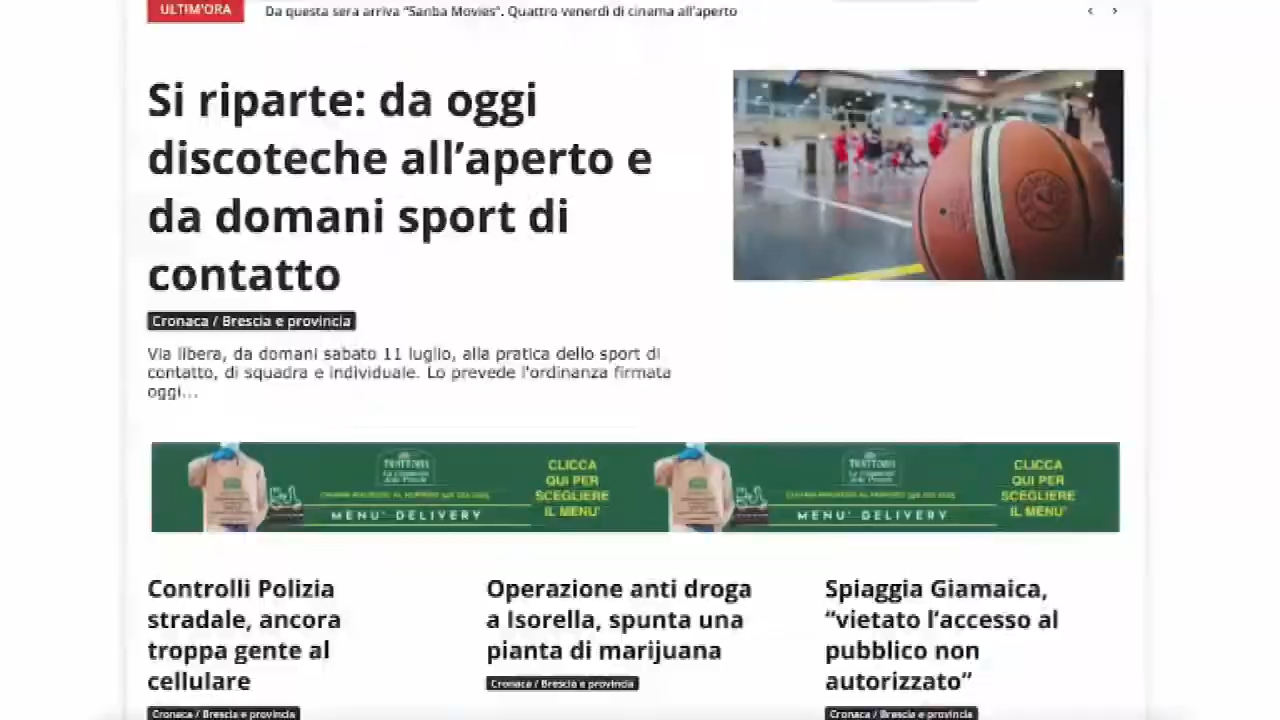 ULTIM'ORA
Da questa sera arriva “Sanba Movies”. Quattro venerdì di cinema all'aperto
Si riparte: da oggi
discoteche all’aperto e
da domani sport di
contatto
Cronaca / Brescia e provincia
Via libera, da domani sabato 11 luglio, alla pratica dello sport di
contatto, di squadra e individuale. Lo prevede l'ordinanza firmata
oggi...
TRATTORIA
CLICCA
QUI PER
SCEGLIERE
IL MENU'
MENU' DELIVERY
TRATTORIA
CLICCA
QUI PER
SCEGLIERE
IL MENU'
MENU' DELIVERY
Controlli Polizia
stradale, ancora
troppa gente al
cellulare
Cronaca / Brescia e provincia
Operazione anti droga
a Isorella, spunta una
pianta di marijuana
Cronaca / Brescia e provincia
Spiaggia Giamaica,
“vietato l’accesso al
pubblico non
autorizzato”
Cronaca / Brescia e provincia